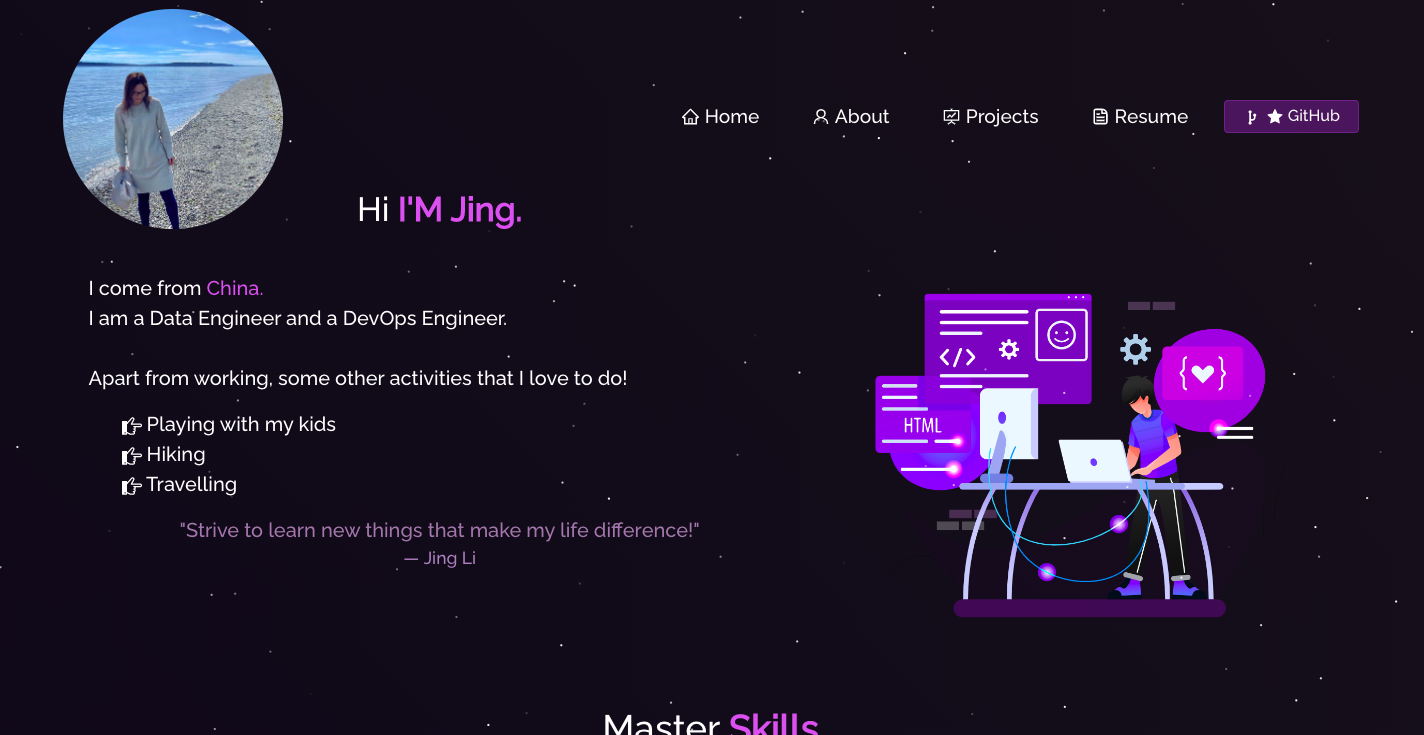 Home
About
Projects
Resume
GitHub
Hi I'M Jing.
I come from China.
I am a Data Engineer and a DevOps Engineer.
Apart from working, some other activities that I love to do!
Playing with my kids
Hiking
Travelling
"Strive to learn new things that make my life difference!"
— Jing Li
</>
HTML
{ }
Master Skills